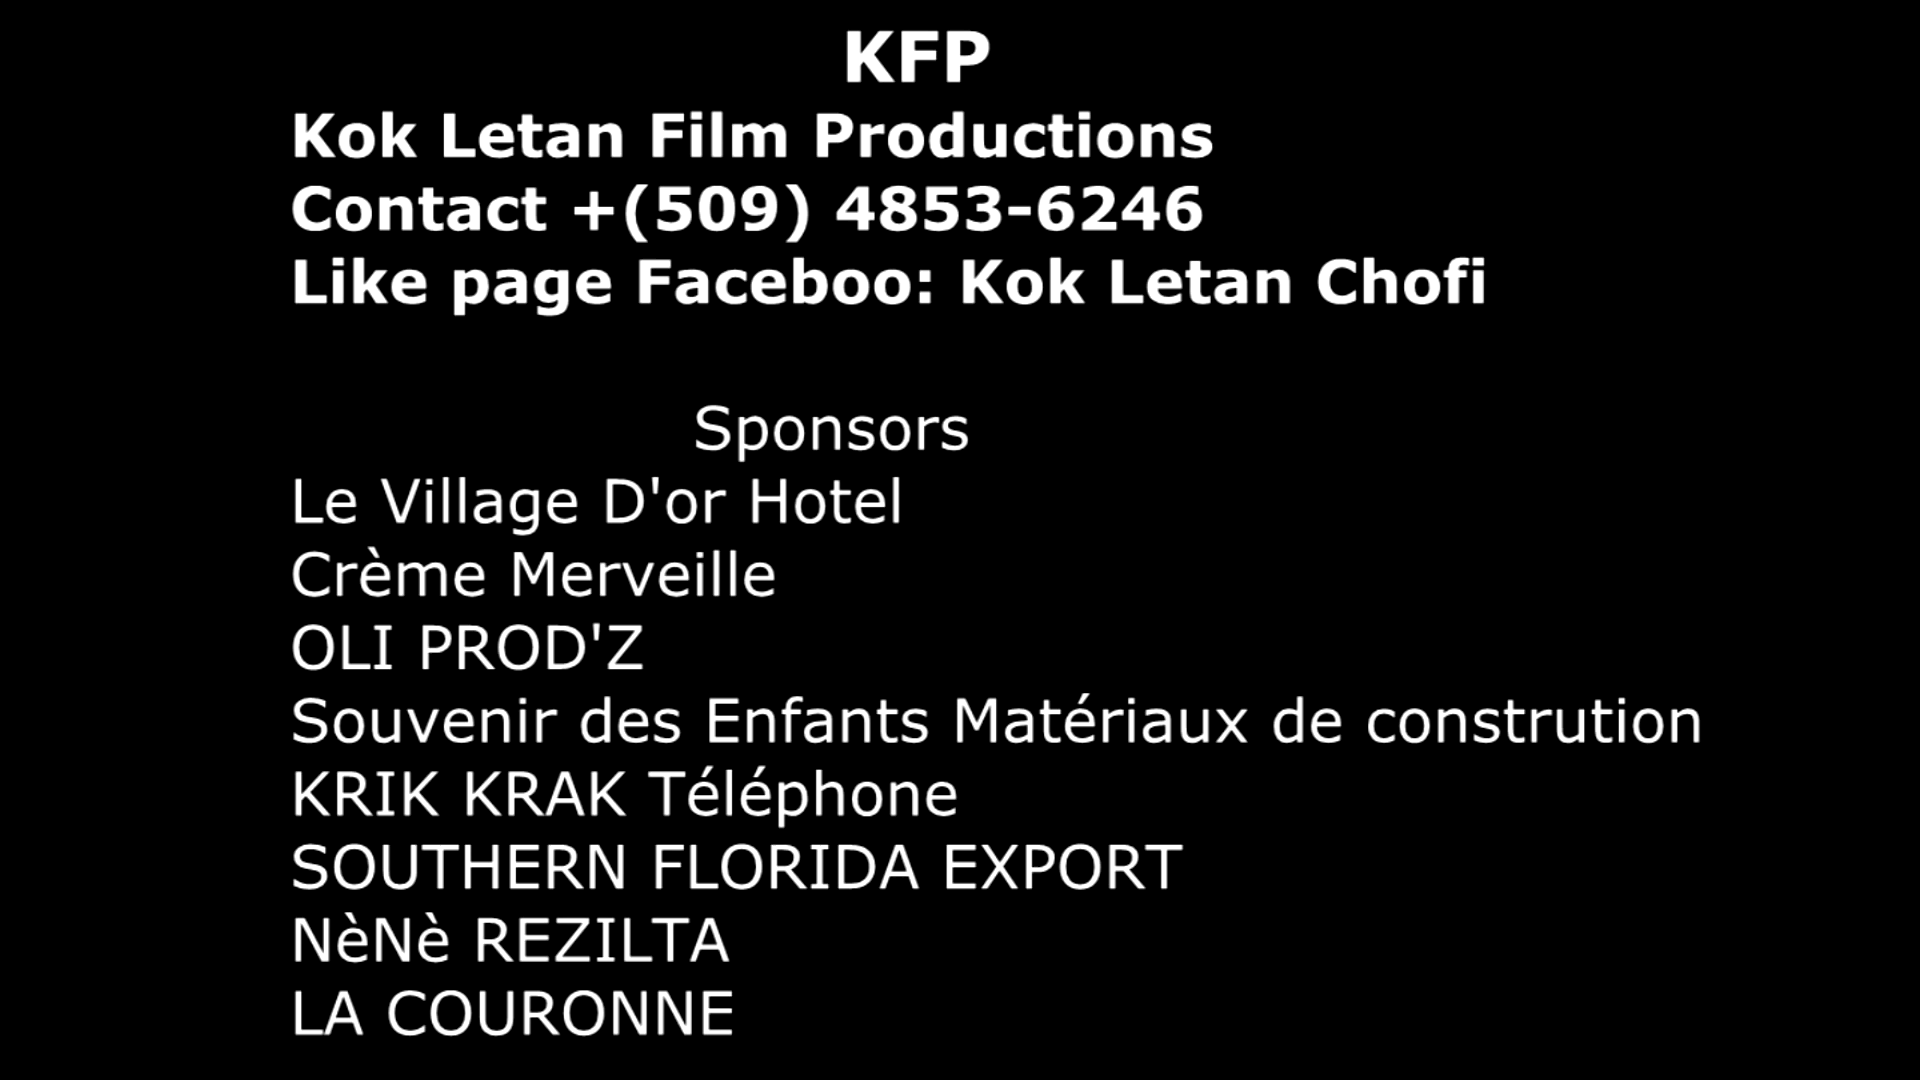 KFP
Kok Letan Film Productions
Contact +(509) 4853-6246
Like page Faceboo: Kok Letan Chofi
Sponsors
Le Village D'or Hotel
Crème Merveille
OLI PROD'Z
Souvenir des Enfants Matériaux de constrution
KRIK KRAK Téléphone
SOUTHERN FLORIDA EXPORT
NèNè REZILTA
LA COURONNE